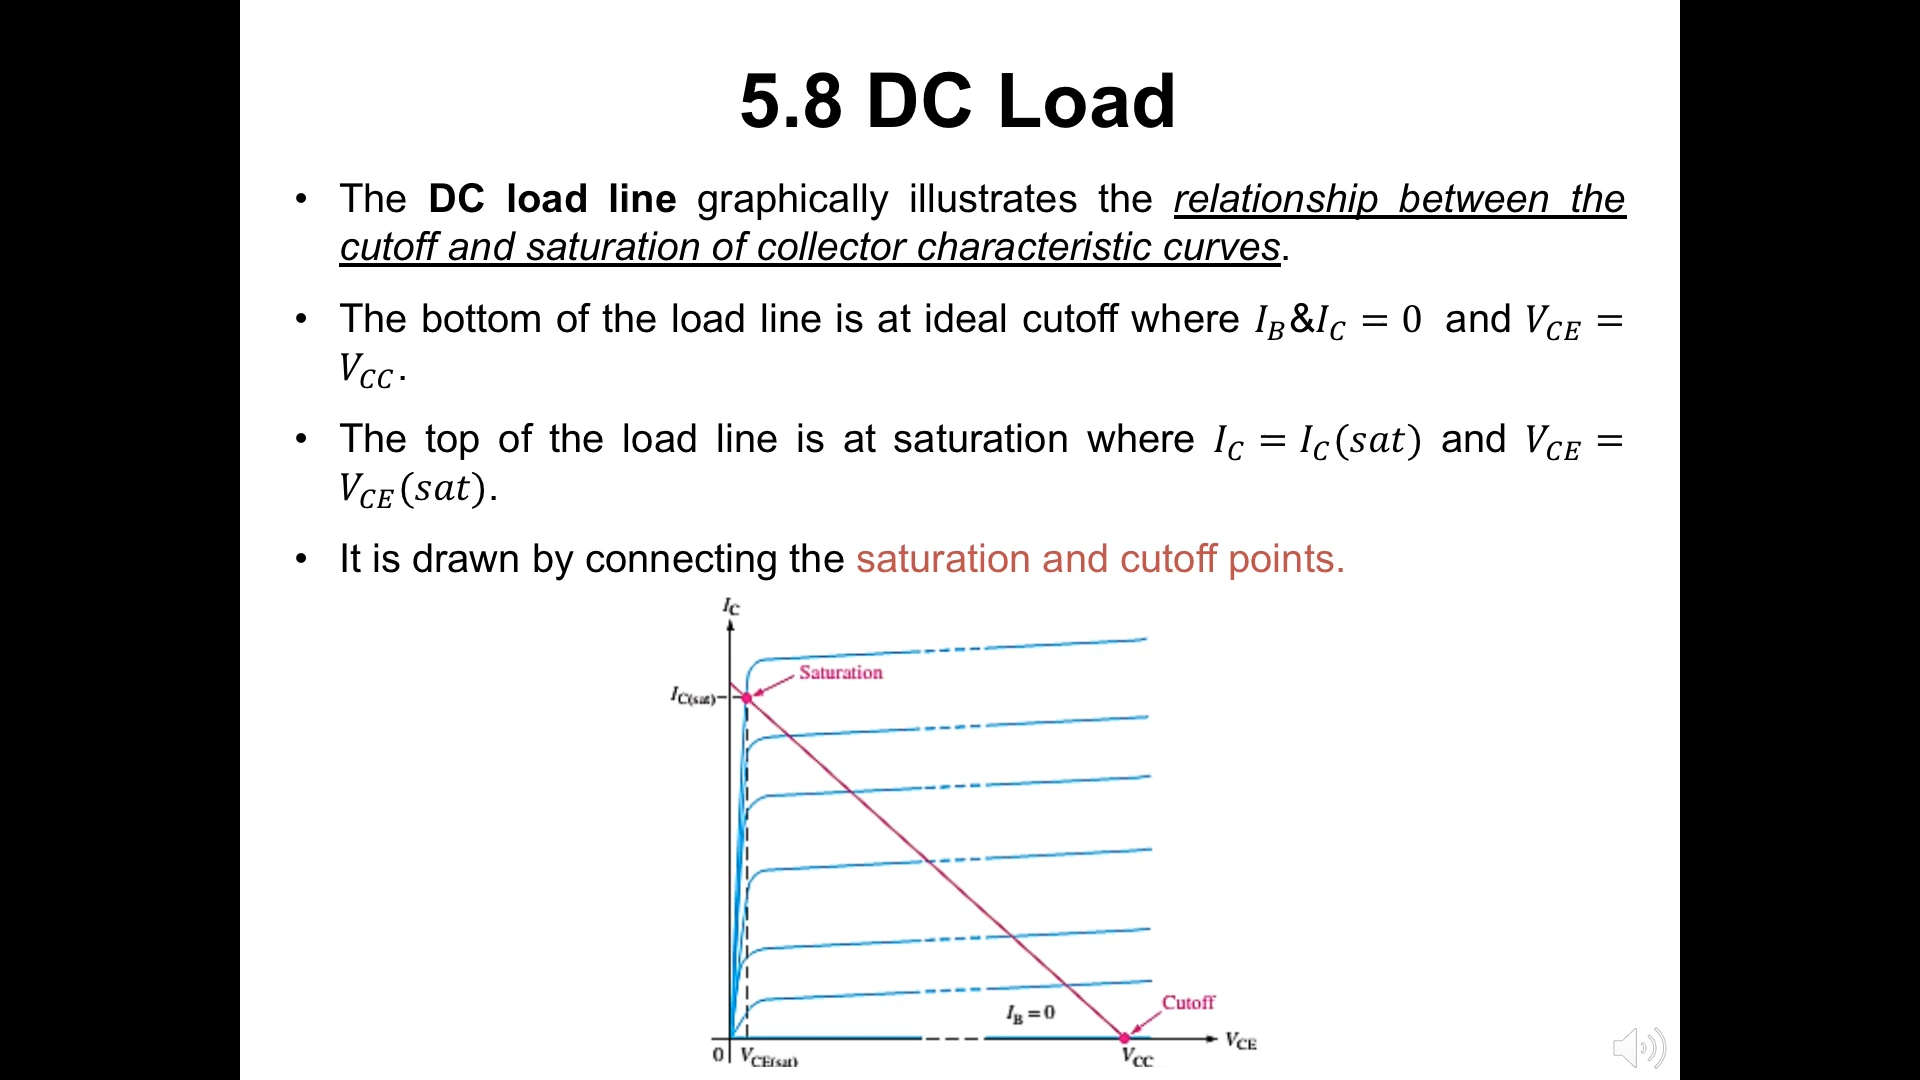 5.8 DC Load
• The DC load line graphically illustrates the relationship between the
cutoff and saturation of collector characteristic curves.
• The bottom of the load line is at ideal cutoff where I_B&I_C = 0 and V_CE =
V_CC.
• The top of the load line is at saturation where I_C = I_C(sat) and V_CE =
V_CE(sat).
• It is drawn by connecting the saturation and cutoff points.
I_C
Saturation
I_C(sat)
Cutoff
I_B = 0
V_CE
0
V_CE(sat)
V_CC